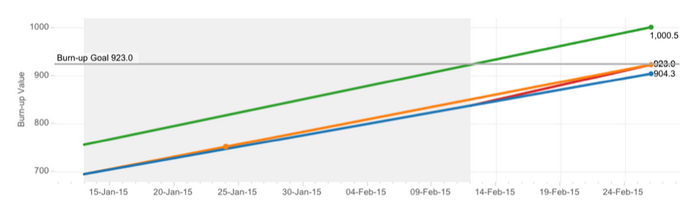 1000
1,000.5
Burn-up Goal 923.0
923.0
904.3
900
Burn-up Value
800
700
15-Jan-15 20-Jan-15 25-Jan-15 30-Jan-15 04-Feb-15 09-Feb-15 14-Feb-15 19-Feb-15 24-Feb-15